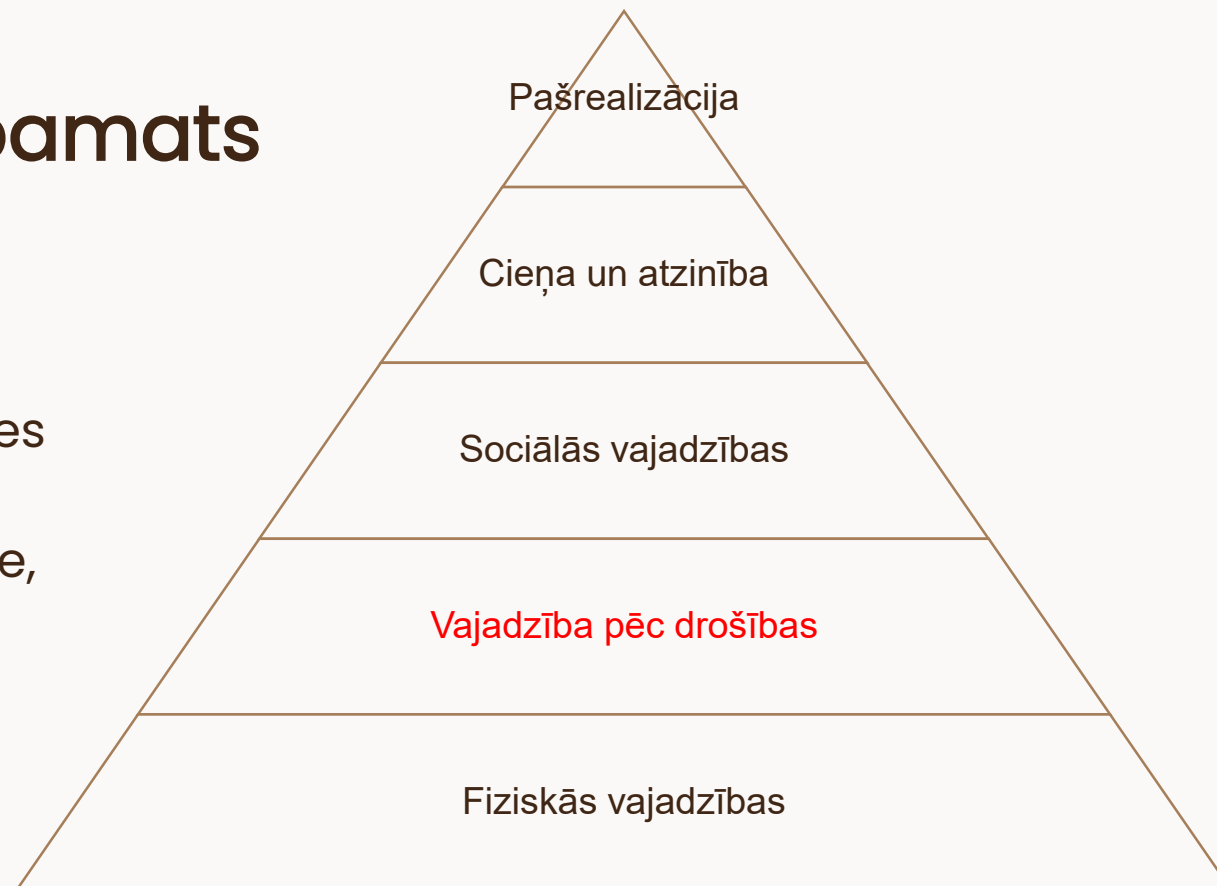 pamats
es
e,
Pašrealizācija
Cieņa un atzinība
Sociālās vajadzības
Vajadzība pēc drošības
Fiziskās vajadzības